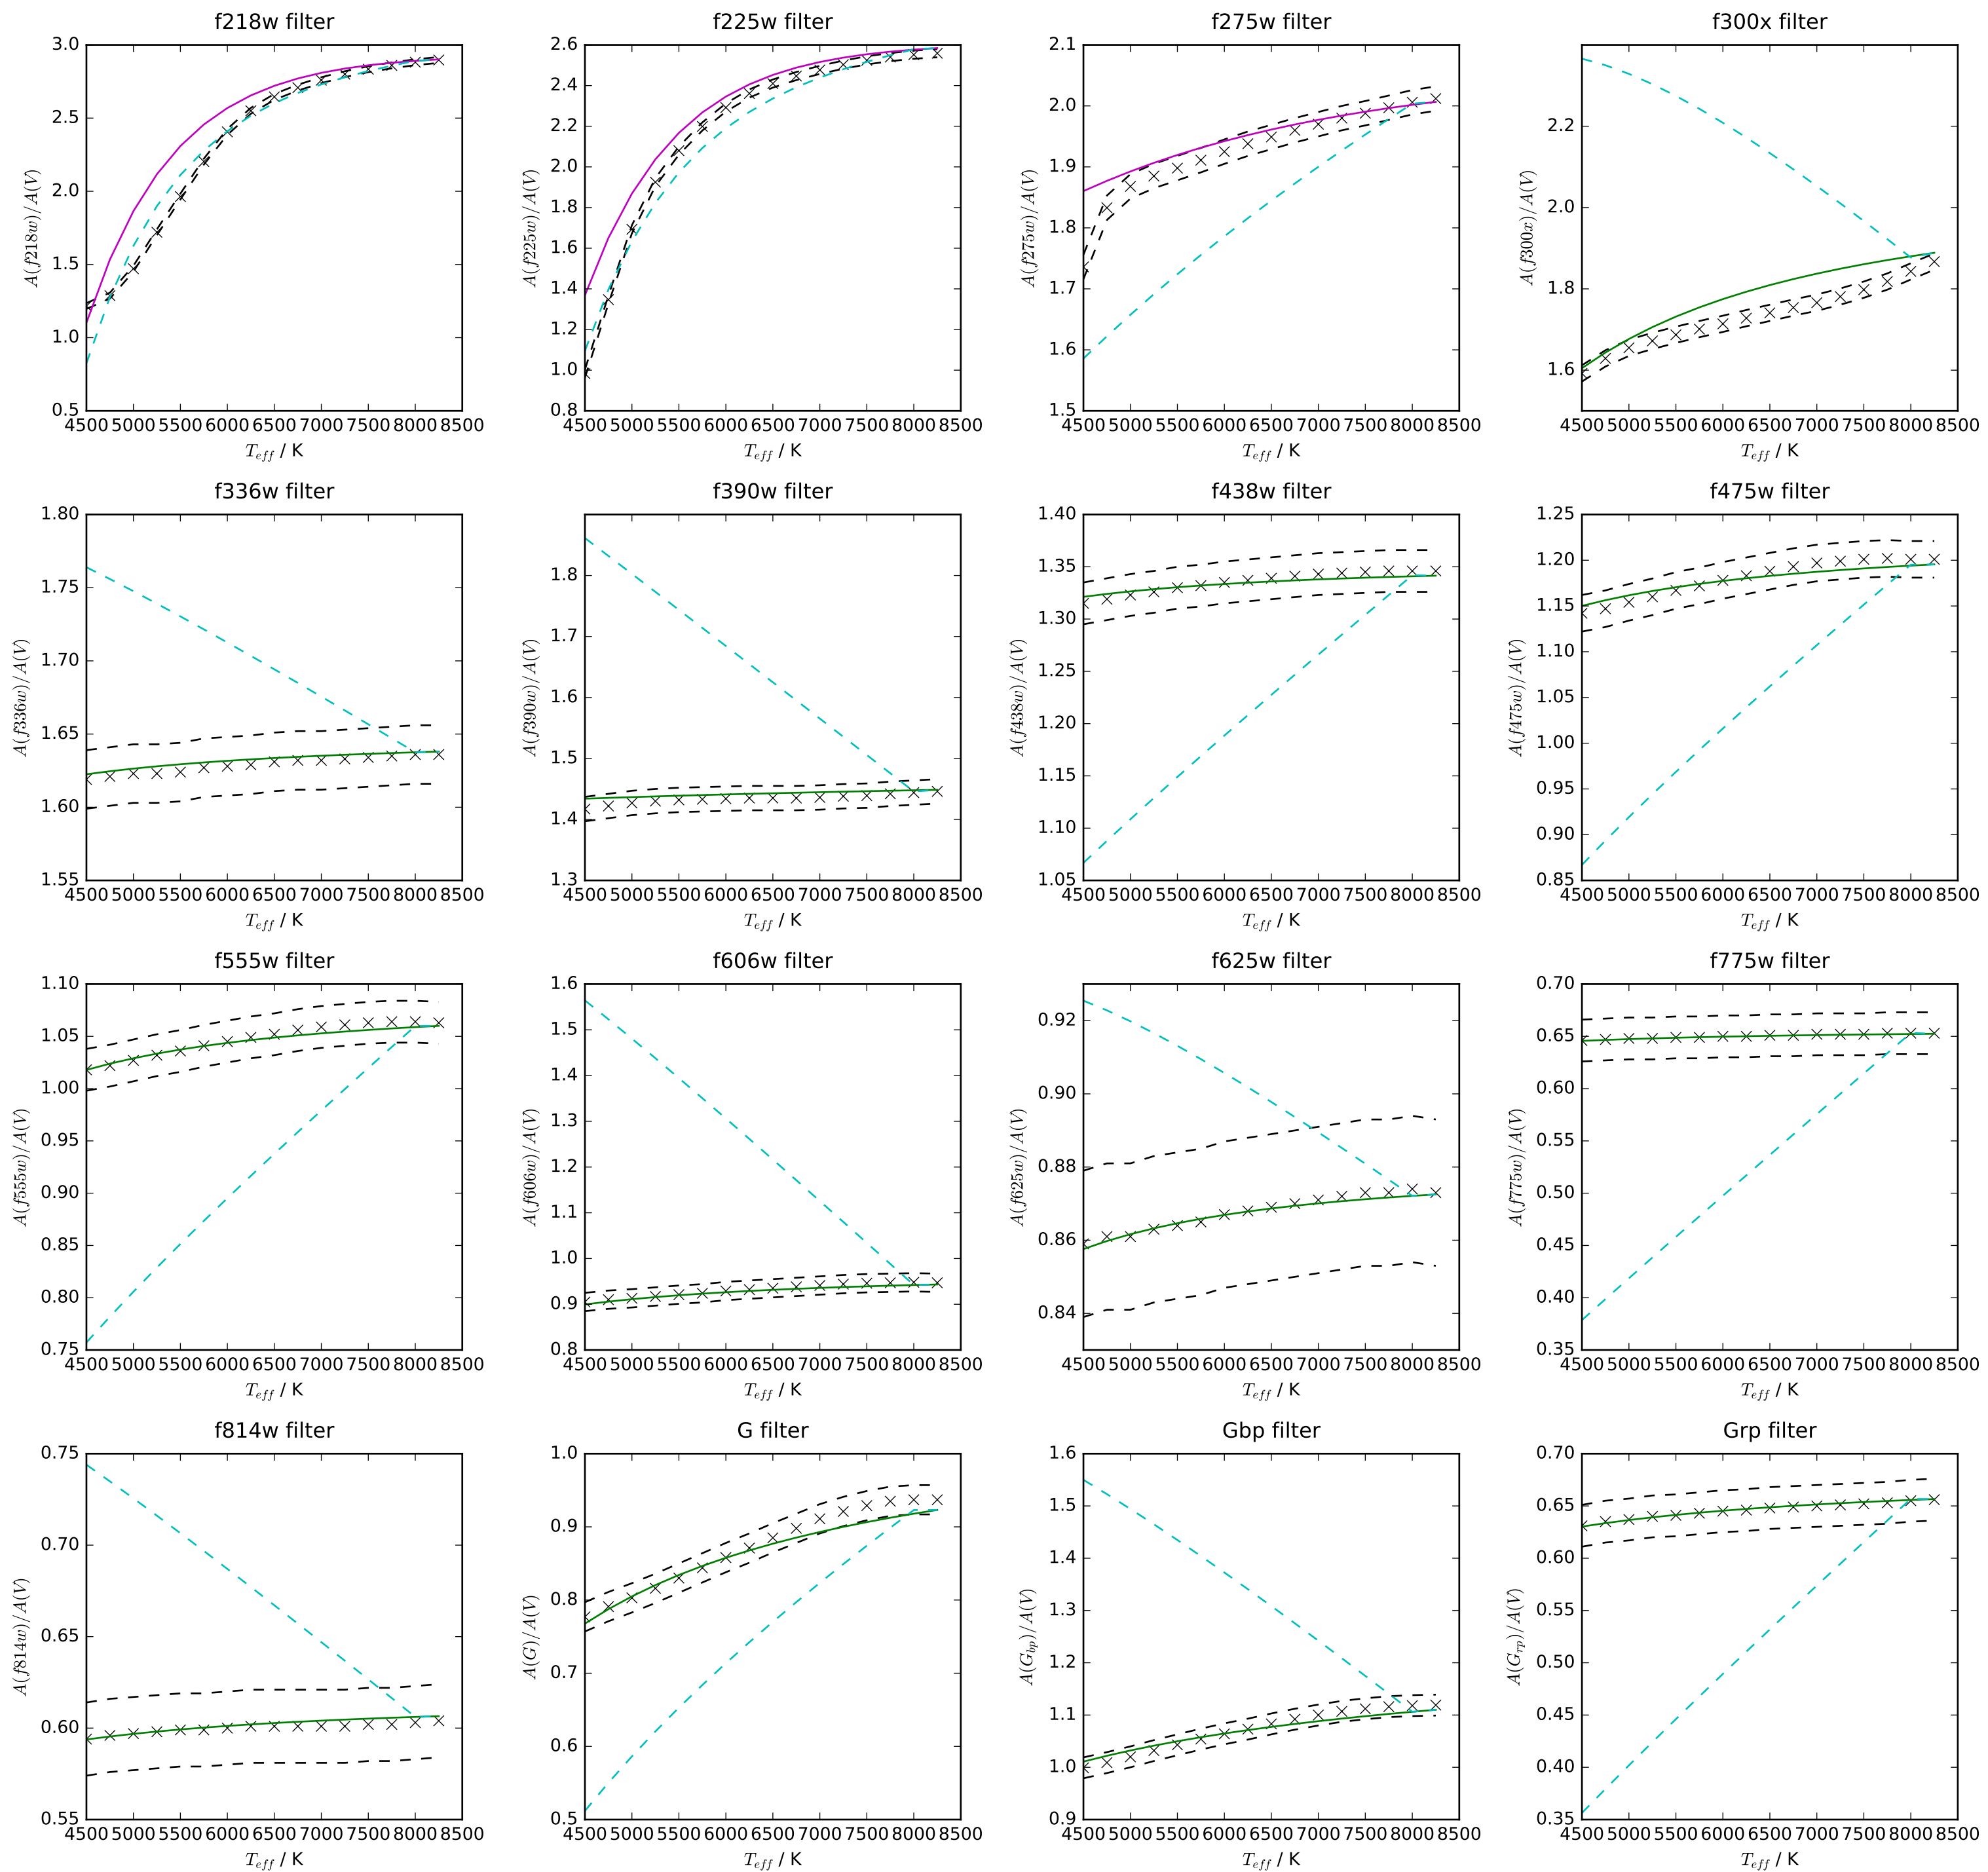 f218w filter
f225w filter
f275w filter
f300x filter
3.0
2.5
2.0
1.5
1.0
0.5
A(f218w)/A(V)
4500 5000 5500 6000 6500 7000 7500 8000 8500
T_eff / K
2.6
2.4
2.2
2.0
1.8
1.6
1.4
1.2
1.0
0.8
A(f225w)/A(V)
4500 5000 5500 6000 6500 7000 7500 8000 8500
T_eff / K
2.1
2.0
1.9
1.8
1.7
1.6
1.5
A(f275w)/A(V)
4500 5000 5500 6000 6500 7000 7500 8000 8500
T_eff / K
2.2
2.0
1.8
1.6
A(f300x)/A(V)
4500 5000 5500 6000 6500 7000 7500 8000 8500
T_eff / K
f336w filter
f390w filter
f438w filter
f475w filter
1.80
1.75
1.70
1.65
1.60
1.55
A(f336w)/A(V)
4500 5000 5500 6000 6500 7000 7500 8000 8500
T_eff / K
1.8
1.7
1.6
1.5
1.4
1.3
A(f390w)/A(V)
4500 5000 5500 6000 6500 7000 7500 8000 8500
T_eff / K
1.40
1.35
1.30
1.25
1.20
1.15
1.10
1.05
A(f438w)/A(V)
4500 5000 5500 6000 6500 7000 7500 8000 8500
T_eff / K
1.25
1.20
1.15
1.10
1.05
1.00
0.95
0.90
0.85
A(f475w)/A(V)
4500 5000 5500 6000 6500 7000 7500 8000 8500
T_eff / K
f555w filter
f606w filter
f625w filter
f775w filter
1.10
1.05
1.00
0.95
0.90
0.85
0.80
0.75
A(f555w)/A(V)
4500 5000 5500 6000 6500 7000 7500 8000 8500
T_eff / K
1.6
1.5
1.4
1.3
1.2
1.1
1.0
0.9
0.8
A(f606w)/A(V)
4500 5000 5500 6000 6500 7000 7500 8000 8500
T_eff / K
0.92
0.90
0.88
0.86
0.84
A(f625w)/A(V)
4500 5000 5500 6000 6500 7000 7500 8000 8500
T_eff / K
0.70
0.65
0.60
0.55
0.50
0.45
0.40
0.35
A(f775w)/A(V)
4500 5000 5500 6000 6500 7000 7500 8000 8500
T_eff / K
f814w filter
G filter
Gbp filter
Grp filter
0.75
0.70
0.65
0.60
0.55
A(f814w)/A(V)
4500 5000 5500 6000 6500 7000 7500 8000 8500
T_eff / K
1.0
0.9
0.8
0.7
0.6
0.5
A(G)/A(V)
4500 5000 5500 6000 6500 7000 7500 8000 8500
T_eff / K
1.6
1.5
1.4
1.3
1.2
1.1
1.0
0.9
A(G_bp)/A(V)
4500 5000 5500 6000 6500 7000 7500 8000 8500
T_eff / K
0.70
0.65
0.60
0.55
0.50
0.45
0.40
0.35
A(G_rp)/A(V)
4500 5000 5500 6000 6500 7000 7500 8000 8500
T_eff / K